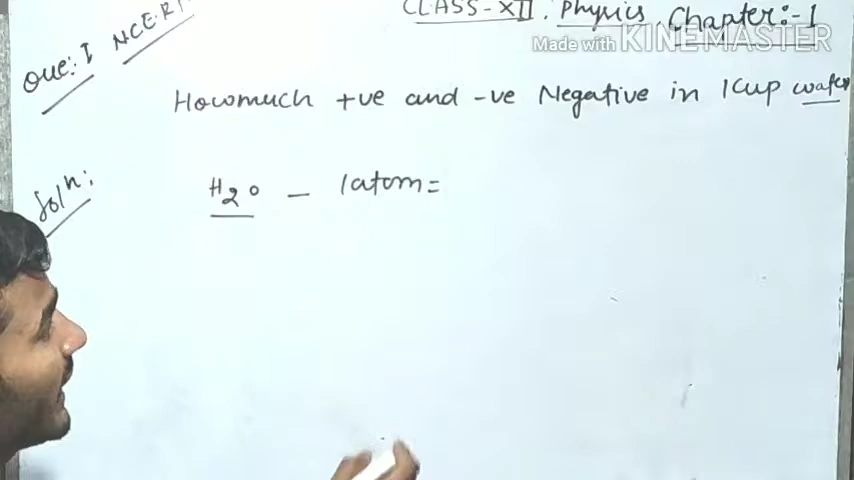 CLASS-XII. Physics, Chapter:-1
Made with KINEMASTER
Que: I NCERT
Howmuch +ve and -ve Negative in 1 Cup water
Solⁿ:
H2O - 1atom=